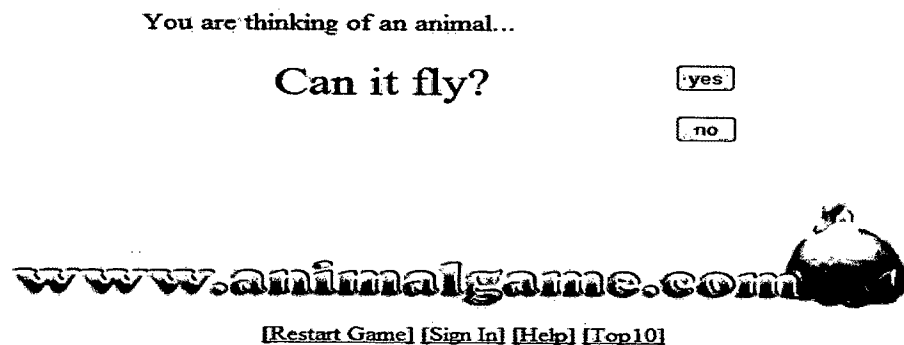 You are thinking of an animal...
Can it fly?
yes
no
www.animalgame.com
[Restart Game] [Sign In] [Help] [Top10]